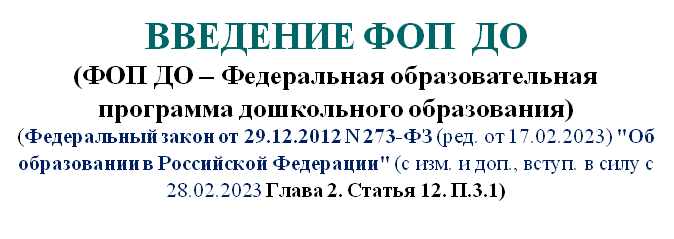 ВВЕДЕНИЕ ФОП ДО
(ФОП ДО – Федеральная образовательная
программа дошкольного образования)
(Федеральный закон от 29.12.2012 N 273-ФЗ (ред. от 17.02.2023) "Об
образовании в Российской Федерации" (с изм. и доп., вступ. в силу с
28.02.2023 Глава 2. Статья 12. П.3.1)